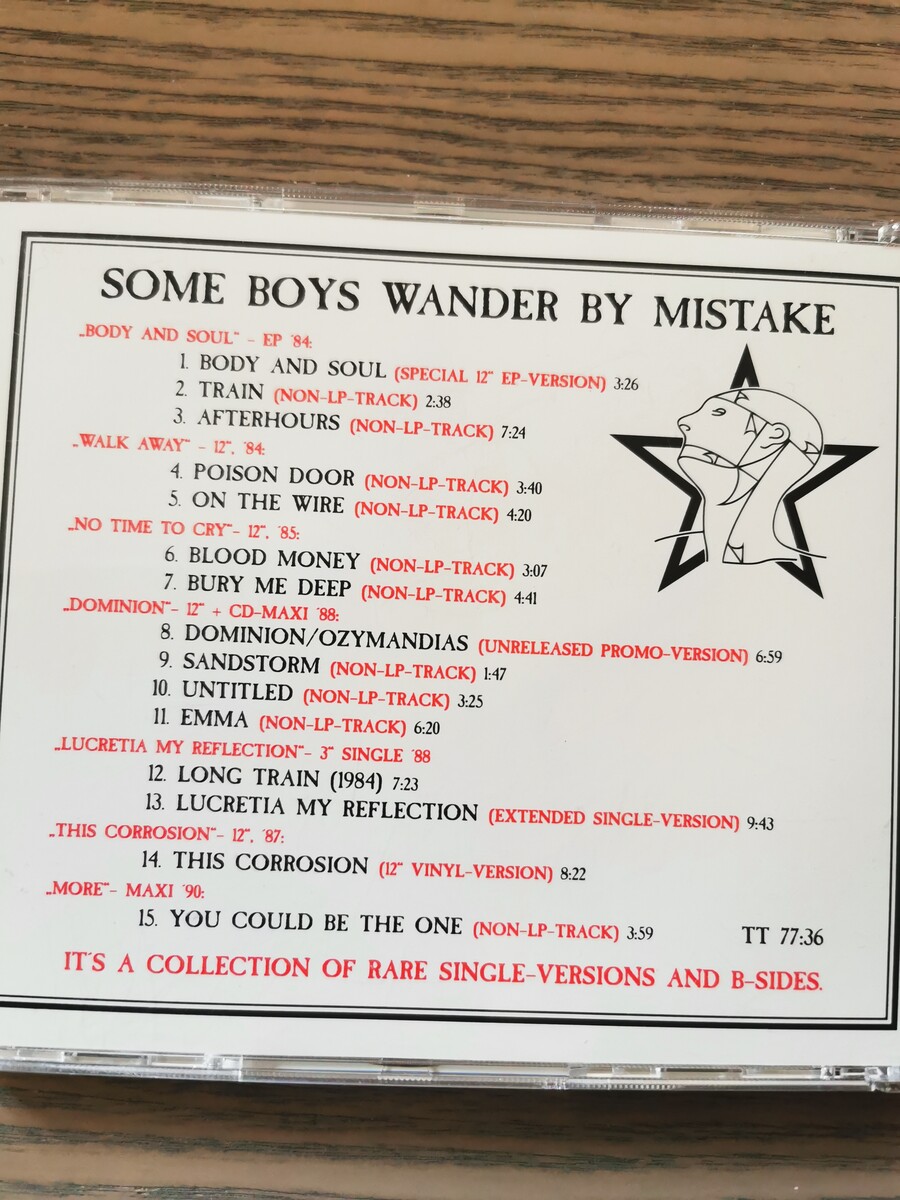 SOME BOYS WANDER BY MISTAKE
„BODY AND SOUL" - EP '84:
1. BODY AND SOUL (SPECIAL 12" EP-VERSION) 3:26
2. TRAIN (NON-LP-TRACK) 2:38
3. AFTERHOURS (NON-LP-TRACK) 7:24
„WALK AWAY" - 12", '84:
4. POISON DOOR (NON-LP-TRACK) 3:40
5. ON THE WIRE (NON-LP-TRACK) 4:20
„NO TIME TO CRY"- 12", '85:
6. BLOOD MONEY (NON-LP-TRACK) 3:07
7. BURY ME DEEP (NON-LP-TRACK) 4:41
„DOMINION"- 12" + CD-MAXI '88:
8. DOMINION/OZYMANDIAS (UNRELEASED PROMO-VERSION) 6:59
9. SANDSTORM (NON-LP-TRACK) 1:47
10. UNTITLED (NON-LP-TRACK) 3:25
11. EMMA (NON-LP-TRACK) 6:20
„LUCRETIA MY REFLECTION"- 3" SINGLE '88
12. LONG TRAIN (1984) 7:23
13. LUCRETIA MY REFLECTION (EXTENDED SINGLE-VERSION) 9:43
„THIS CORROSION"- 12", '87:
14. THIS CORROSION (12" VINYL-VERSION) 8:22
„MORE"- MAXI '90:
15. YOU COULD BE THE ONE (NON-LP-TRACK) 3:59 TT 77:36
IT'S A COLLECTION OF RARE SINGLE-VERSIONS AND B-SIDES.